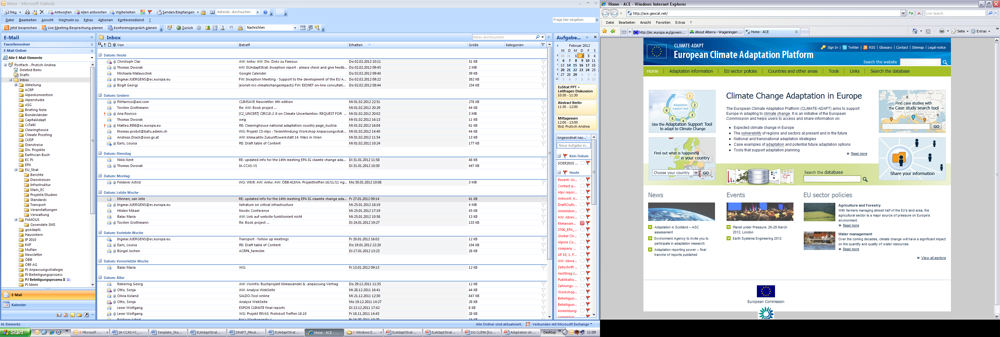 Inbox - Microsoft Outlook
Neu Antworten Allen antworten Weiterleiten Senden/Empfangen Adressb. durchsuchen
Datei Bearbeiten Ansicht Wechseln zu Extras Aktionen Konferenzdienst ?
Frage hier eingeben
Jetzt besprechen Live Meeting-Besprechung planen Konferenzgespräch planen Zurück Nachrichten
E-Mail
Favoritenordner
E-Mail-Ordner
Alle E-Mail-Elemente
Postfach - Prutsch Andrea
Deleted Items
Drafts
Inbox
Abteilung
ACRP
Alpenkonvention
Alpenstudie
ASG
Briefing Note
Bundesländer
CapitalAdapt
CcTalK!
Clearinghouse
Climate Proofing
CLISP
Dienstreise
Div. Projekte
Earthscan Buch
EC PJ
EPA
EU_Strat
Berichte
Dienstreisen
Infrastruktur
Mails_EC
Projekte/Studien
Standards
Transport
Veranstaltungen
Verwaltung
FAMOUS
Gesendete SMS
goAdapt1
Hausintern
IP 2010
KAP
Muflan
Newsletter
ÖBB
ÖBf-AG
PJ Anpassungsstrategie
PJ Beiteiligungsprozess
PJ Beteiligungsprozess II (1)
PJ Ideen
E-Mail
Kalender
41 Elemente
Inbox
Inbox durchsuchen
Von Betreff Erhalten Größe Kategorien
Datum: Heute
Christoph Clar AW: Antw: AW: Div. Doks zu Famous Do 02.02.2012 10:11 51 KB
Thomas Dworak AW: EUAdaptStrat: Inception report - please check and give feedb... Do 02.02.2012 09:45 2 MB
Michaela Matauschek Google Calender Do 02.02.2012 09:40 39 KB
Ingmar.JUERGENS@ec.europa.eu FW: Inception Meeting - Support to the development of the EU A... Do 02.02.2012 09:22 382 KB
Birgit Georgi [eionet-nrc-climatechangeimpacts] FW: EIONET on-line consultati... Do 02.02.2012 08:44 234 KB
Datum: Gestern
PAHarriso@aol.com CLIMSAVE Newsletter: 4th edition Mi 01.02.2012 22:51 278 KB
Torsten Grothmann Re: AW: Book project ... Mi 01.02.2012 20:29 44 KB
Ana Rovisco [C2_UNCERT] CIRCLE-2 JI on Climate Uncertainties: REQUEST FOR ... Mi 01.02.2012 20:02 3 MB
Thomas Dworak weg Mi 01.02.2012 16:13 11 KB
Matteo.RINI@ec.europa.eu RE: Clearinghouse national adaptation country page_Austria Mi 01.02.2012 16:04 61 KB
thomas.probst@bafu.admin.ch WG: Projekt C3-Alps - Terminfindung Workshop Anpassungsstrat... Mi 01.02.2012 14:40 44 KB
Andreas.Drack@ooe.gv.at AW: klima:aktiv Zukunftswerkstatt 14. März in Wien Mi 01.02.2012 11:54 13 KB
Earls, Louisa RE: Draft table of Content Mi 01.02.2012 10:24 177 KB
Datum: Dienstag
Nikki Kent RE: updated info for the 14th meeting EPA IG cliamte change ada... Di 31.01.2012 11:58 48 KB
Thomas Dworak IA-CCAS-V1 Di 31.01.2012 10:30 447 KB
Datum: Montag
Felderer Astrid WG: Wtrlt: AW: Antw: AW: ÖBB-KLIWA: Projekttreffen 16/11/11 Ag... Mo 30.01.2012 10:08 3 MB
Datum: Letzte Woche
Minnen, van Jelle RE: updated info for the 14th meeting EPA IG claamte change ada... Fr 27.01.2012 09:14 41 KB
Ingmar.JUERGENS@ec.europa.eu lietrature on critical infrastructure Mi 25.01.2012 18:19 4 MB
Hilden Mikael Nordic Conference Mi 25.01.2012 17:19 45 KB
Balas Maria AW: Link auf website funktioniert nicht Mi 25.01.2012 10:58 13 KB
Torsten Grothmann Re: Book project ... Di 24.01.2012 19:27 133 KB
Datum: Vorletzte Woche
Ingmar.JUERGENS@ec.europa.eu Transport - follow up meetings Fr 20.01.2012 16:02 12 KB
Earls, Louisa RE: Draft table of Content Do 19.01.2012 22:20 104 KB
Bürgel Jochen ACRP4_farmclim Di 17.01.2012 13:23 28 KB
Datum: Vorvorletzte Woche
Balas Maria WG: Fr 13.01.2012 09:13 12 KB
Datum: Älter
Rebernig Georg AW: Vorinfo: Buchprojekt Klimawandel & -anpassung Vertrag Do 29.12.2011 11:35 12 KB
Otto, Sonja AW: Analyse WebSeite Mi 28.12.2011 16:41 44 KB
Olivia Koland SALDO-Tool online Mi 21.12.2011 12:30 847 KB
Otto, Sonja Analyse WebSeite Mo 19.12.2011 14:27 28 KB
Lexer Wolfgang ESPON CLIMATE final reports Di 13.12.2011 17:42 8 KB
Lexer Wolfgang WG: Projekt RIVAS: Protokoll Treffen 18.10 Fr 18.11.2011 14:43 28 KB
Felderer Astrid für's Wochenende :) Fr 16.09.2011 10:29 16 KB
Alle Ordner sind aktualisiert. Verbunden mit Microsoft Exchange
Aufgabe...
Februar 2012
M D M D F S
5 30 31 1 2 3 4
6 6 7 8 9 10 11
7 13 14 15 16 17 18
8 20 21 22 23 24 25
9 27 28 29 1 2 3
10 5 6 7 8 9 10
EuStrat PPT +
Leitfragen Diskussion
10:30 - 11:30
Abstract Berlin
11:30 - 12:00
Mittagessen
12:00 - 13:00
tbd; Prutsch Andrea
Angeordnet nac...
Neue Aufgabe ei...
Kein Datum
SOER2010 ...
Heute
Resent: Us...
Contact p...
Alps repor...
Antwort: A...
DraftOutli...
Anmeldun...
AW: Abrec...
Klimawan...
3706_EPA_...
Global Ch...
Alpine Co...
company ...
AP 10, 1. F...
AW: Abwe...
Zeitschrift ...
nachtrag z...
Publikatio...
Zahlungs- ...
Workshop...
Beteiligun...
Beteiligun...
Anmeldung
Anmeldun...
Home - ACE - Windows Internet Explorer
http://ace.geocat.net/
Live Search
Datei Bearbeiten Ansicht Favoriten Extras ?
http://ec.europa.eu/govern... About Alterra - Wageningen ... Home - ACE
Seite Extras
CLIMATE-ADAPT
European Climate Adaptation Platform
Sign In | Twitter | RSS | Glossary | Contact | Sitemap | Legal notice
Search the website
Home Adaptation information EU sector policies Countries and other areas Tools Links Search the database
Adaptation
support tool
1
2
3
4
5
6
Use the Adaptation Support Tool
to adapt to Climate Change
Find out what is happening
in your country
Choose your country GO
Climate Change Adaptation in Europe
The European Climate Adaptation Platform (CLIMATE-ADAPT) aims to support
Europe in adapting to climate change. It is an initiative of the European
Commission and helps users to access and share information on:
Expected climate change in Europe
The vulnerability of regions and sectors at present and in the future
National and transnational adaptation strategies
Case examples of adaptation and potential future adaptation options
Tools that support adaptation planning
» Read more
Search the database
Find case studies with
the Case study search tool
GO
Share your information
News
Adaptation in Scotland – ASC
assessment
Environment Agency to invite you to
participate in adaptation research
Adaptation reporting power – final
tranche of reports published
Events
Planet under Pressure, 26-29 March
2012, London
Earth Systems Engineering 2012
EU sector policies
Agriculture and Forestry
With farmers managing almost half of the EU's land area, the
agricultural sector is a major source of pressure on Europe's
environment.
» Read more
Water management
Over the coming decades, climate change will have a significant impact
on the quantity and quality of water resources.
» Read more
» View all sectors
European Commission
Start 5 Microsoft ... IA-CCAS-V1_... Template_Sta... EUAdaptStrat... DRAFT_Minut... EUAdaptStrat... Home - ACE - ... 2 Windows E... EuAdaptStrat... EuAdaptStrat... DG CLIMA [Ko... Adaptation str... Desktop 11:09